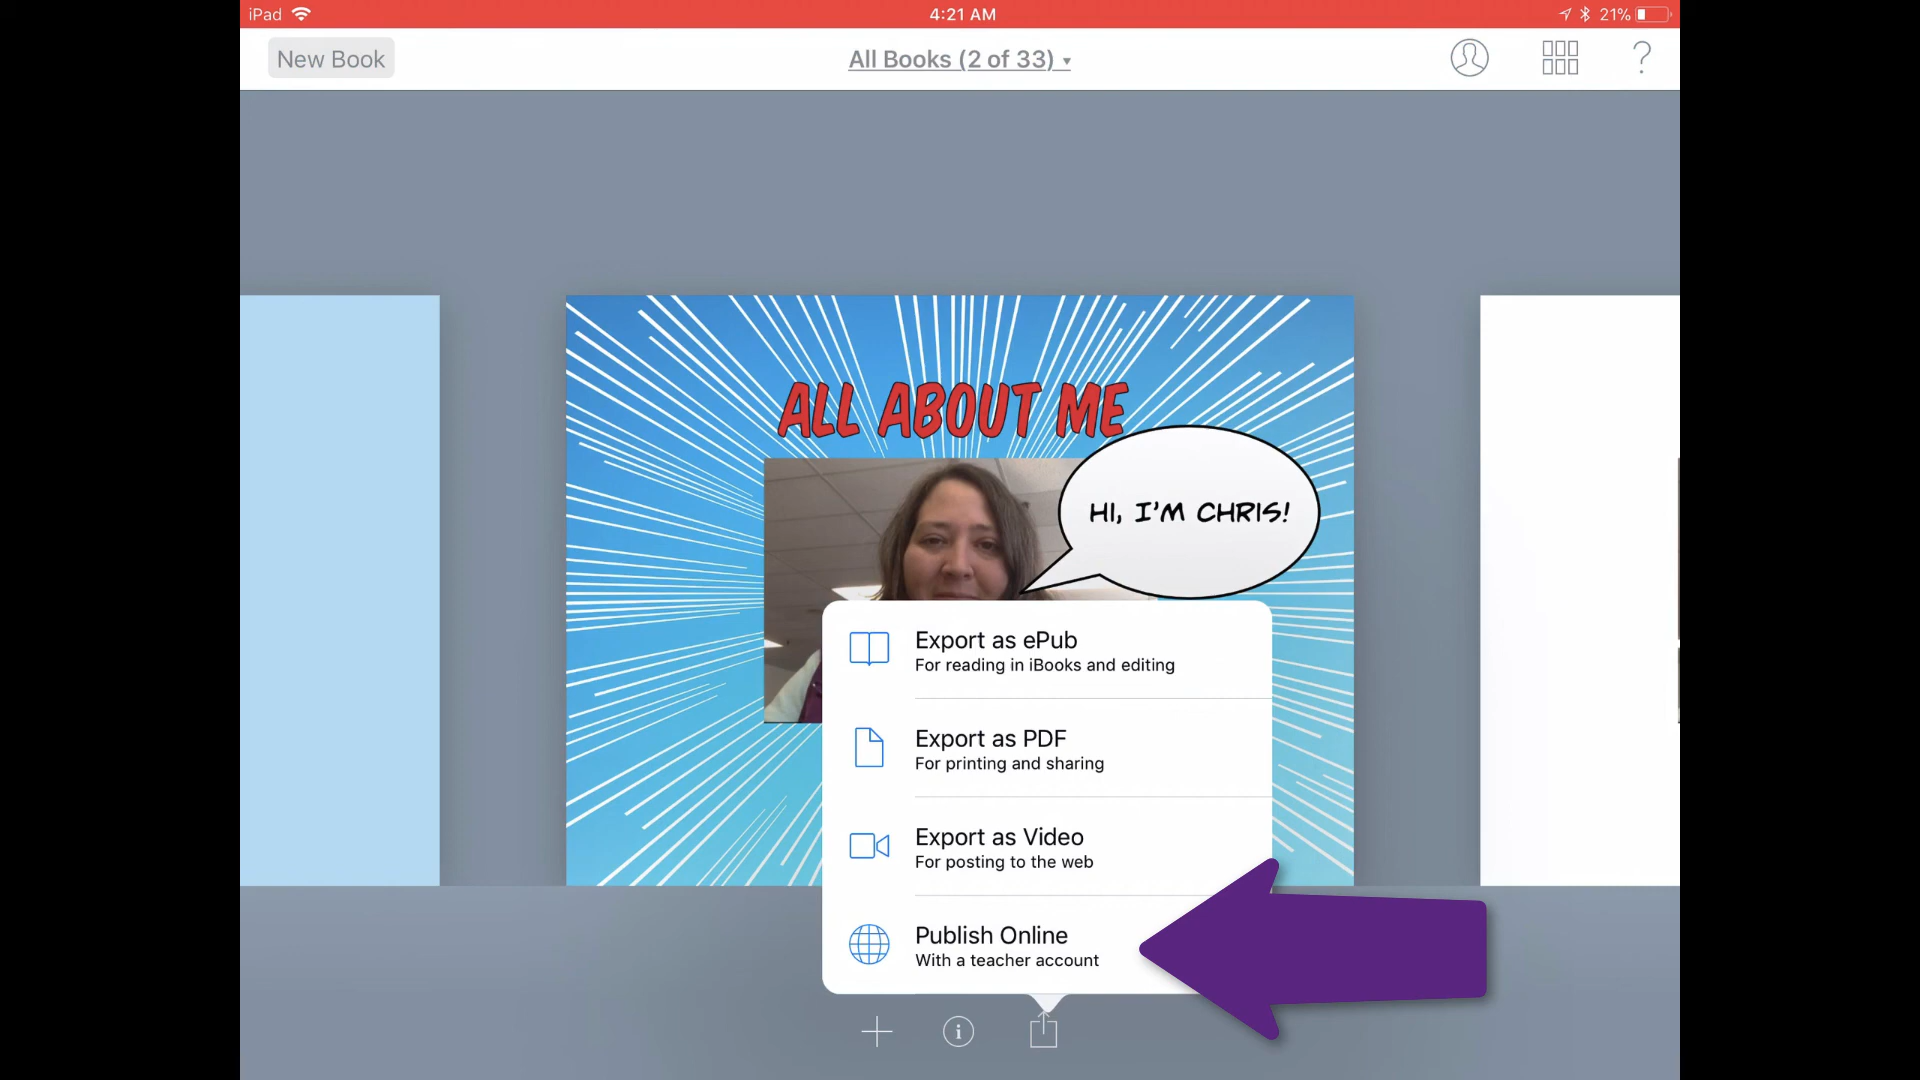 iPad
4:21 AM
21%
New Book
All Books (2 of 33)
?
ALL ABOUT ME
HI, I'M CHRIS!
Export as ePub
For reading in iBooks and editing
Export as PDF
For printing and sharing
Export as Video
For posting to the web
Publish Online
With a teacher account